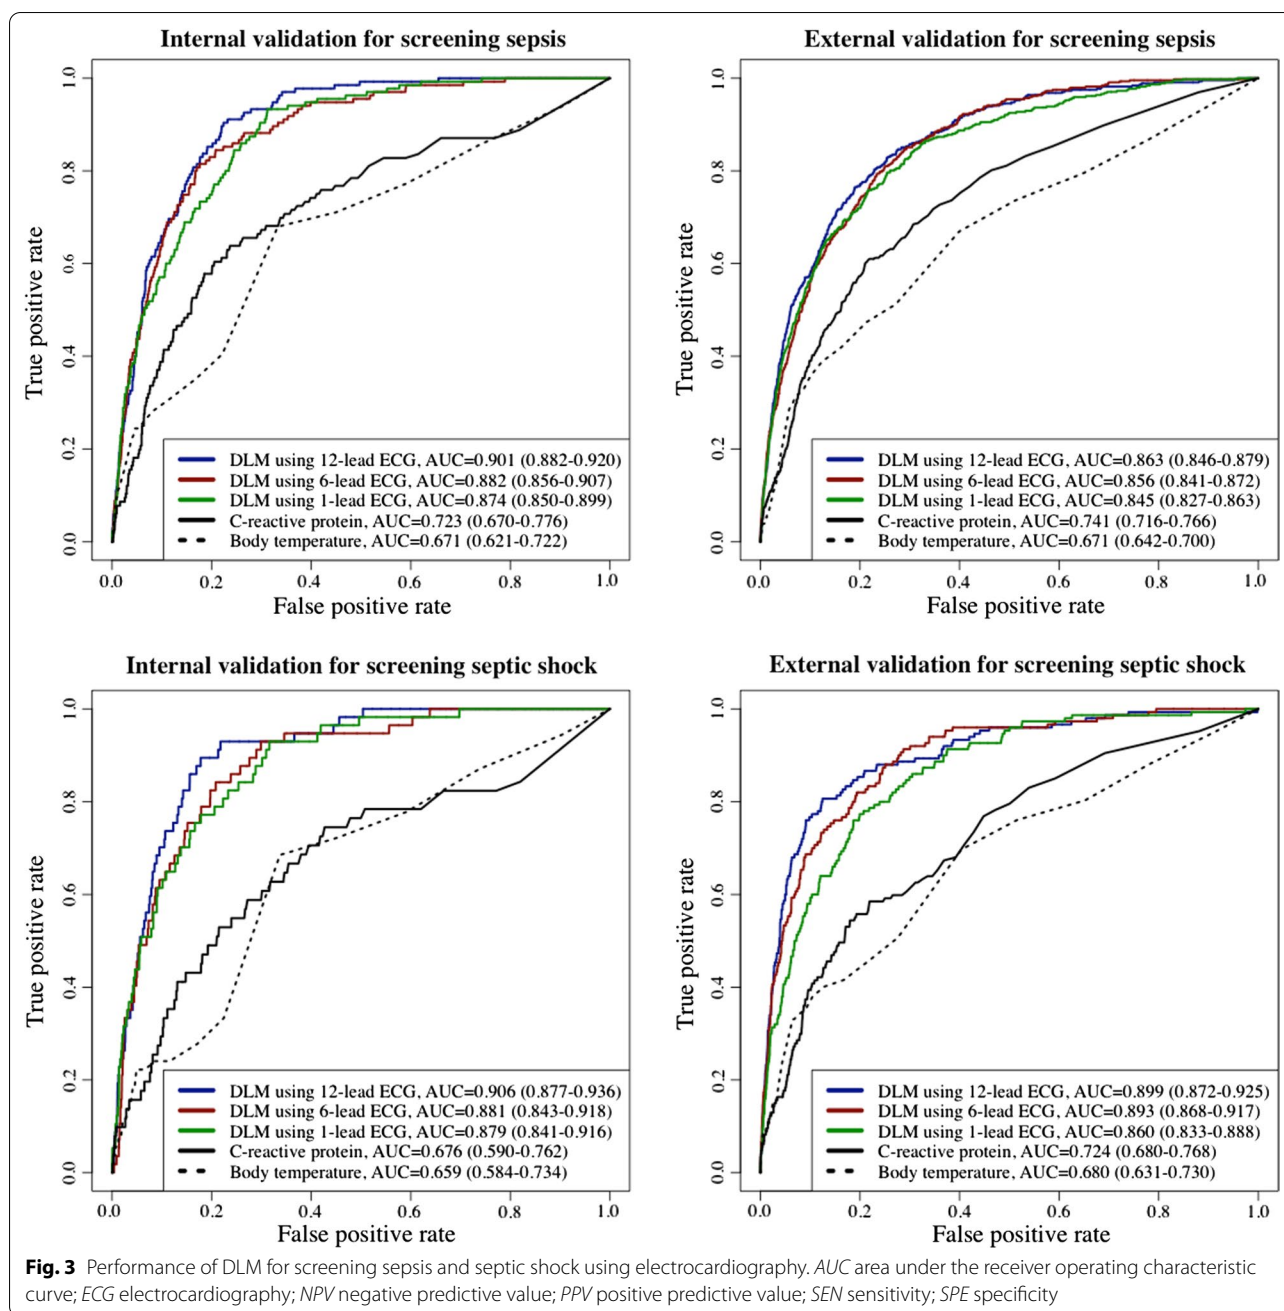 Internal validation for screening sepsis
True positive rate
1.0
0.8
0.6
0.4
0.2
0.0
DLM using 12-lead ECG, AUC=0.901 (0.882-0.920)
DLM using 6-lead ECG, AUC=0.882 (0.856-0.907)
DLM using 1-lead ECG, AUC=0.874 (0.850-0.899)
C-reactive protein, AUC=0.723 (0.670-0.776)
Body temperature, AUC=0.671 (0.621-0.722)
0.0 0.2 0.4 0.6 0.8 1.0
False positive rate
External validation for screening sepsis
True positive rate
1.0
0.8
0.6
0.4
0.2
0.0
DLM using 12-lead ECG, AUC=0.863 (0.846-0.879)
DLM using 6-lead ECG, AUC=0.856 (0.841-0.872)
DLM using 1-lead ECG, AUC=0.845 (0.827-0.863)
C-reactive protein, AUC=0.741 (0.716-0.766)
Body temperature, AUC=0.671 (0.642-0.700)
0.0 0.2 0.4 0.6 0.8 1.0
False positive rate
Internal validation for screening septic shock
True positive rate
1.0
0.8
0.6
0.4
0.2
0.0
DLM using 12-lead ECG, AUC=0.906 (0.877-0.936)
DLM using 6-lead ECG, AUC=0.881 (0.843-0.918)
DLM using 1-lead ECG, AUC=0.879 (0.841-0.916)
C-reactive protein, AUC=0.676 (0.590-0.762)
Body temperature, AUC=0.659 (0.584-0.734)
0.0 0.2 0.4 0.6 0.8 1.0
False positive rate
External validation for screening septic shock
True positive rate
1.0
0.8
0.6
0.4
0.2
0.0
DLM using 12-lead ECG, AUC=0.899 (0.872-0.925)
DLM using 6-lead ECG, AUC=0.893 (0.868-0.917)
DLM using 1-lead ECG, AUC=0.860 (0.833-0.888)
C-reactive protein, AUC=0.724 (0.680-0.768)
Body temperature, AUC=0.680 (0.631-0.730)
0.0 0.2 0.4 0.6 0.8 1.0
False positive rate
Fig. 3 Performance of DLM for screening sepsis and septic shock using electrocardiography. AUC area under the receiver operating characteristic
curve; ECG electrocardiography; NPV negative predictive value; PPV positive predictive value; SEN sensitivity; SPE specificity